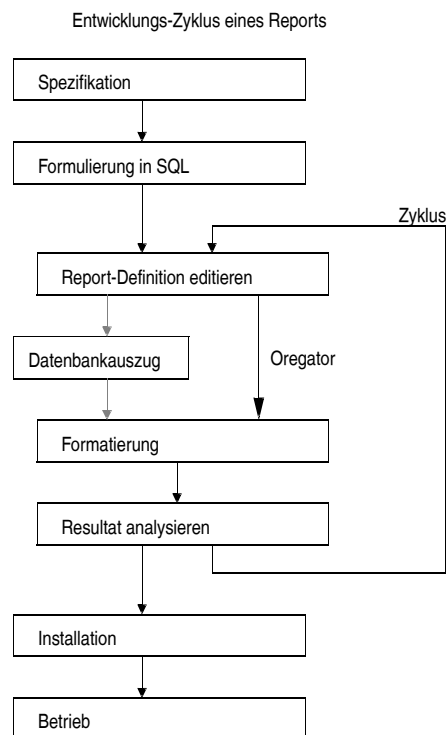 Entwicklungs-Zyklus eines Reports
Spezifikation
Formulierung in SQL
Zyklus
Report-Definition editieren
Datenbankauszug
Oregator
Formatierung
Resultat analysieren
Installation
Betrieb